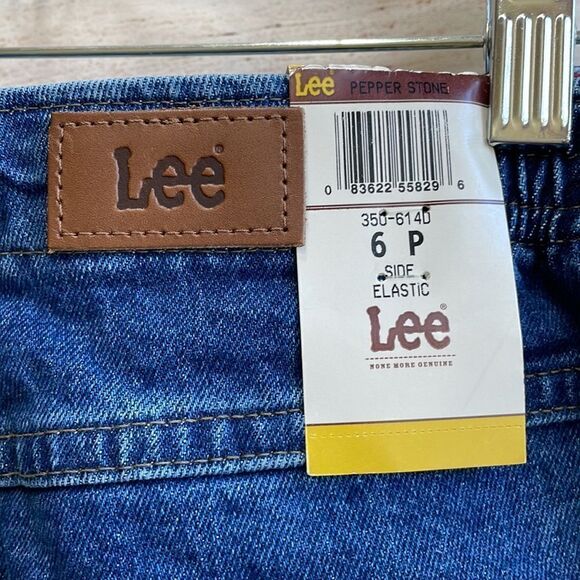 Lee®
Lee PEPPER STONE
0 83622 55829 6
350-614D
6 P
SIDE
ELASTIC
Lee®
NONE MORE GENUINE